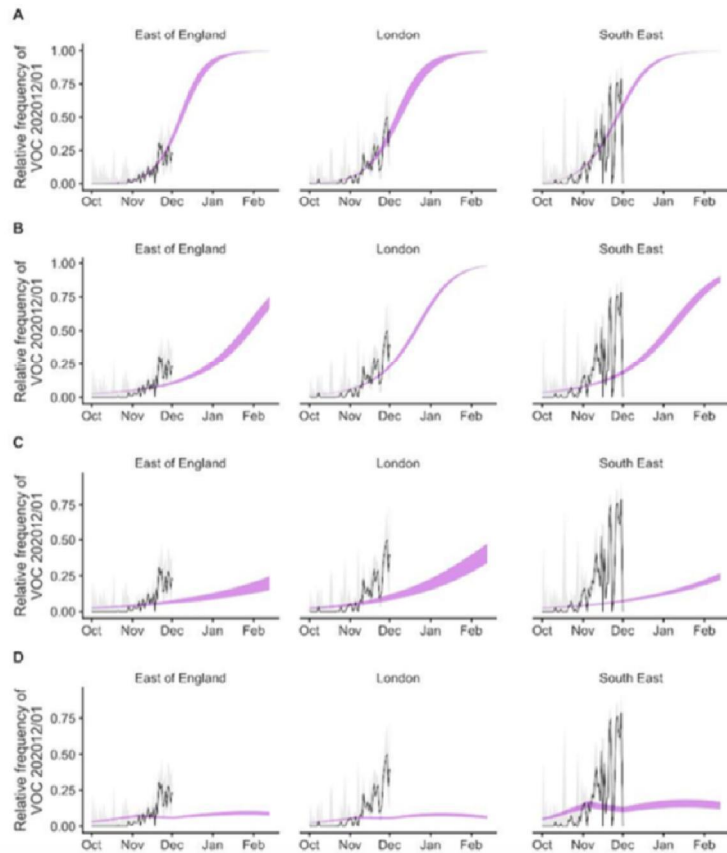 A
East of England London South East
Relative frequency of
VOC 202012/01
1.00
0.75
0.50
0.25
0.00
Oct Nov Dec Jan Feb Oct Nov Dec Jan Feb Oct Nov Dec Jan Feb
B
East of England London South East
Relative frequency of
VOC 202012/01
1.00
0.75
0.50
0.25
0.00
Oct Nov Dec Jan Feb Oct Nov Dec Jan Feb Oct Nov Dec Jan Feb
C
East of England London South East
Relative frequency of
VOC 202012/01
0.75
0.50
0.25
0.00
Oct Nov Dec Jan Feb Oct Nov Dec Jan Feb Oct Nov Dec Jan Feb
D
East of England London South East
Relative frequency of
VOC 202012/01
0.75
0.50
0.25
0.00
Oct Nov Dec Jan Feb Oct Nov Dec Jan Feb Oct Nov Dec Jan Feb